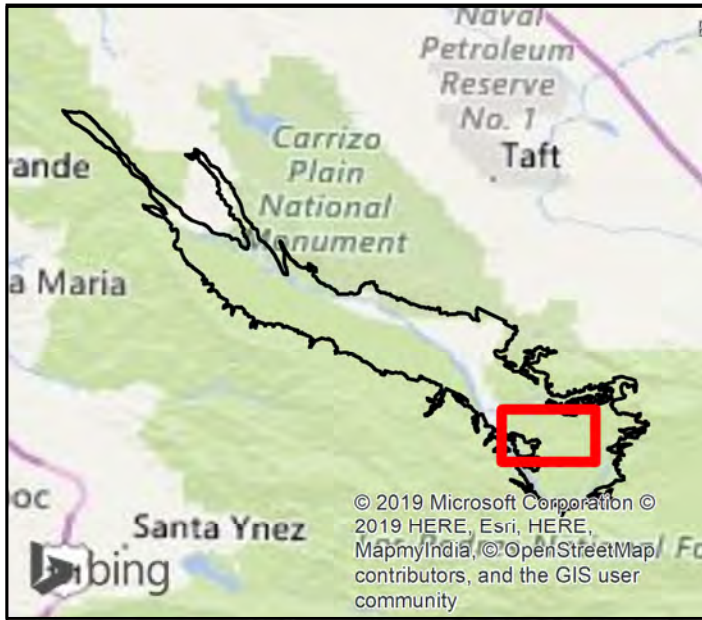 Naval
Petroleum
Reserve
No. 1
Taft
Carrizo
Plain
National
Monument
rande
a Maria
oc
Santa Ynez
bing
© 2019 Microsoft Corporation ©
2019 HERE, Esri, HERE,
MapmyIndia, © OpenStreetMap
contributors, and the GIS user
community